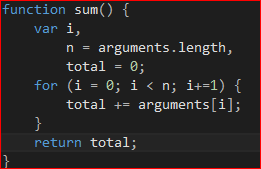 function sum() {
    var i,
        n = arguments.length,
        total = 0;
    for (i = 0; i < n; i+=1) {
        total += arguments[i];
    }
    return total;
}